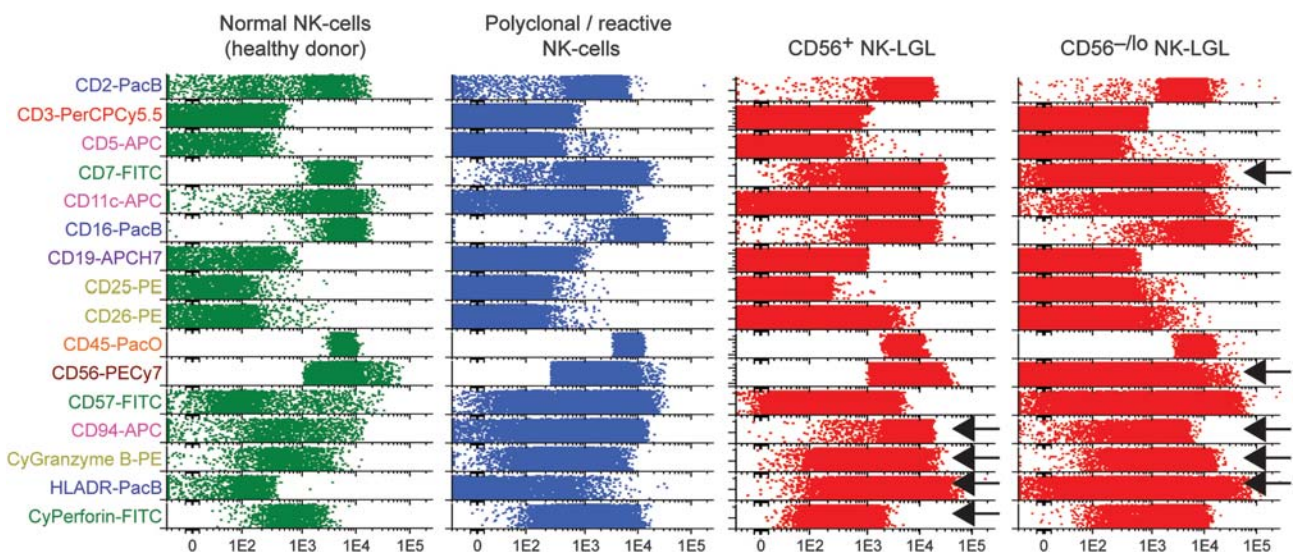 Normal NK-cells
(healthy donor)
Polyclonal / reactive
NK-cells
CD56+ NK-LGL
CD56–/lo NK-LGL
CD2-PacB
CD3-PerCPCy5.5
CD5-APC
CD7-FITC
CD11c-APC
CD16-PacB
CD19-APCH7
CD25-PE
CD26-PE
CD45-PacO
CD56-PECy7
CD57-FITC
CD94-APC
CyGranzyme B-PE
HLADR-PacB
CyPerforin-FITC
0 1E2 1E3 1E4 1E5
0 1E2 1E3 1E4 1E5
0 1E2 1E3 1E4 1E5
0 1E2 1E3 1E4 1E5